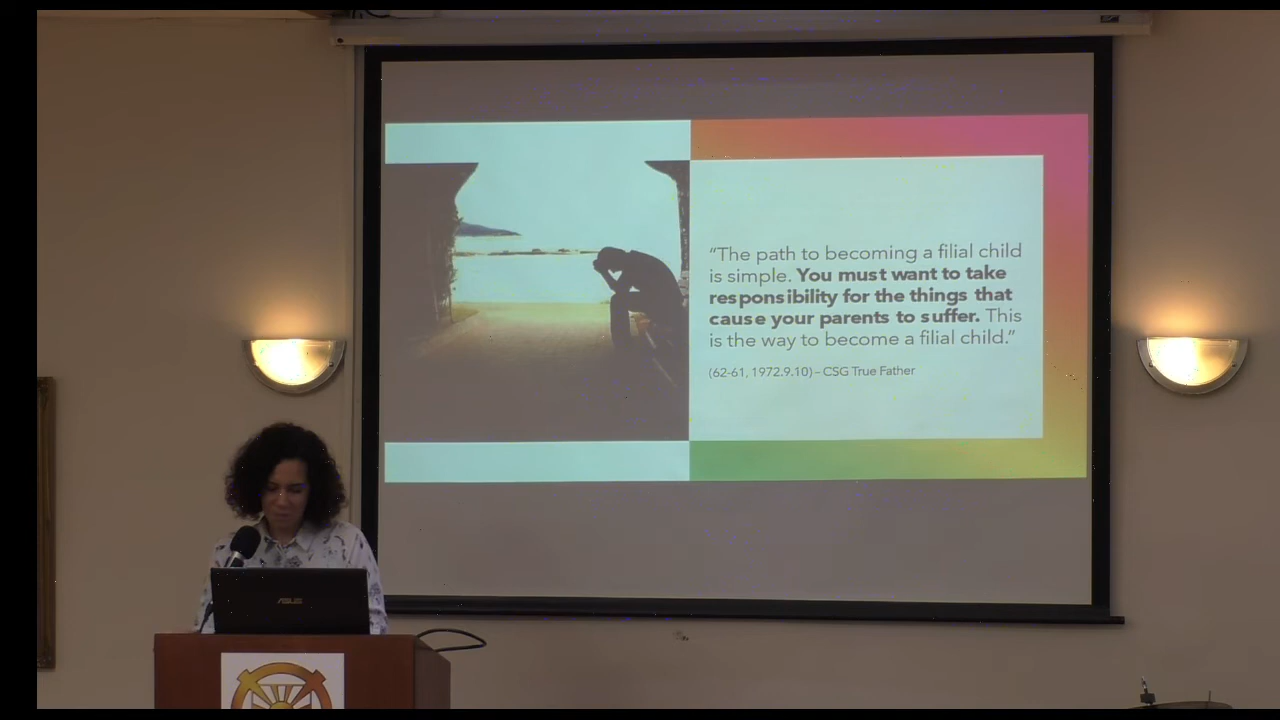 “The path to becoming a filial child
is simple. You must want to take
responsibility for the things that
cause your parents to suffer. This
is the way to become a filial child.”
(62-61, 1972.9.10) – CSG True Father
ASUS